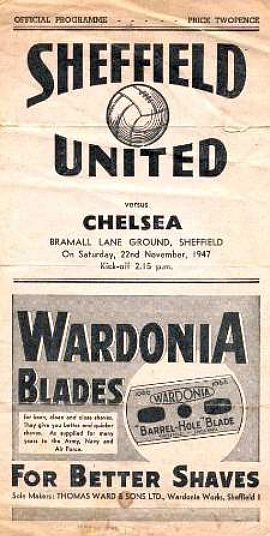 OFFICIAL PROGRAMME - - - - - PRICE TWOPENCE
SHEFFIELD
UNITED
versus
CHELSEA
BRAMALL LANE GROUND, SHEFFIELD
On Saturday, 22nd November, 1947
Kick-off 2.15 p.m.
WARDONIA
BLADES
for keen, clean and close shaves.
They give you better and quicker
shaves. As supplied for many
years to the Army, Navy and
Air Force.
WARDONIA
"BARREL-HOLE" BLADE
FOR BETTER SHAVES
Sole Makers: THOMAS WARD & SONS LTD., Wardonia Works, Sheffield 1